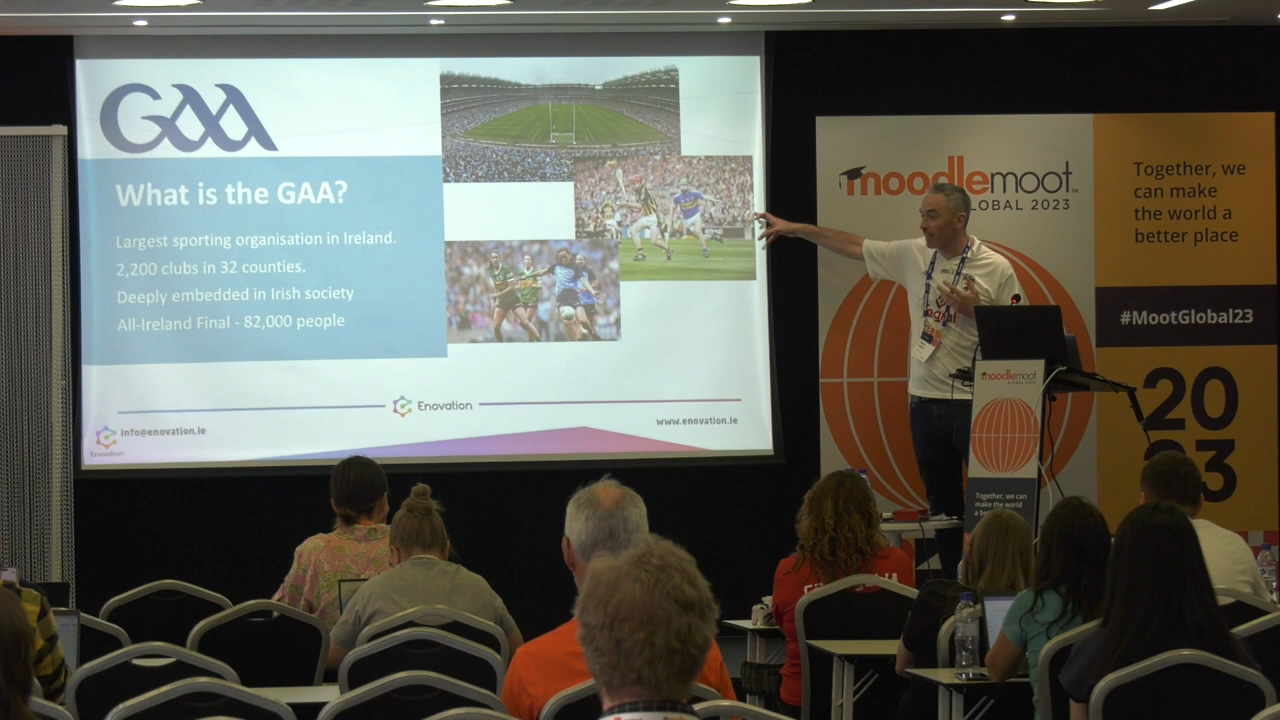 GAA
What is the GAA?
Largest sporting organisation in Ireland.
2,200 clubs in 32 counties.
Deeply embedded in Irish society
All-Ireland Final - 82,000 people
Enovation
info@enovation.ie
www.enovation.ie
Enovation
moodlemoot
GLOBAL 2023
Together, we
can make
the world a
better place
#MootGlobal23
20
23
moodlemoot
GLOBAL 2023
Together, we can
make the world